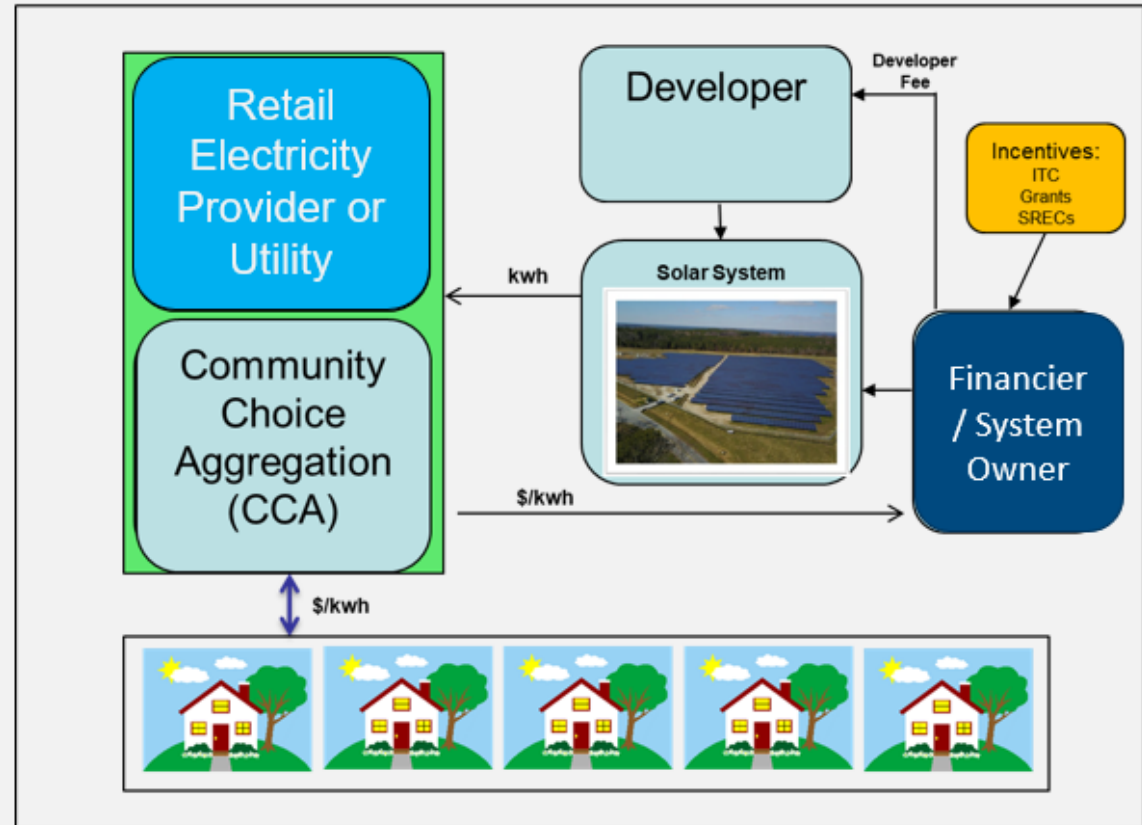 Retail
Electricity
Provider or
Utility
Community
Choice
Aggregation
(CCA)
Developer
Developer
Fee
Incentives:
ITC
Grants
SRECs
kwh
Solar System
Financier
/ System
Owner
$/kwh
$/kwh